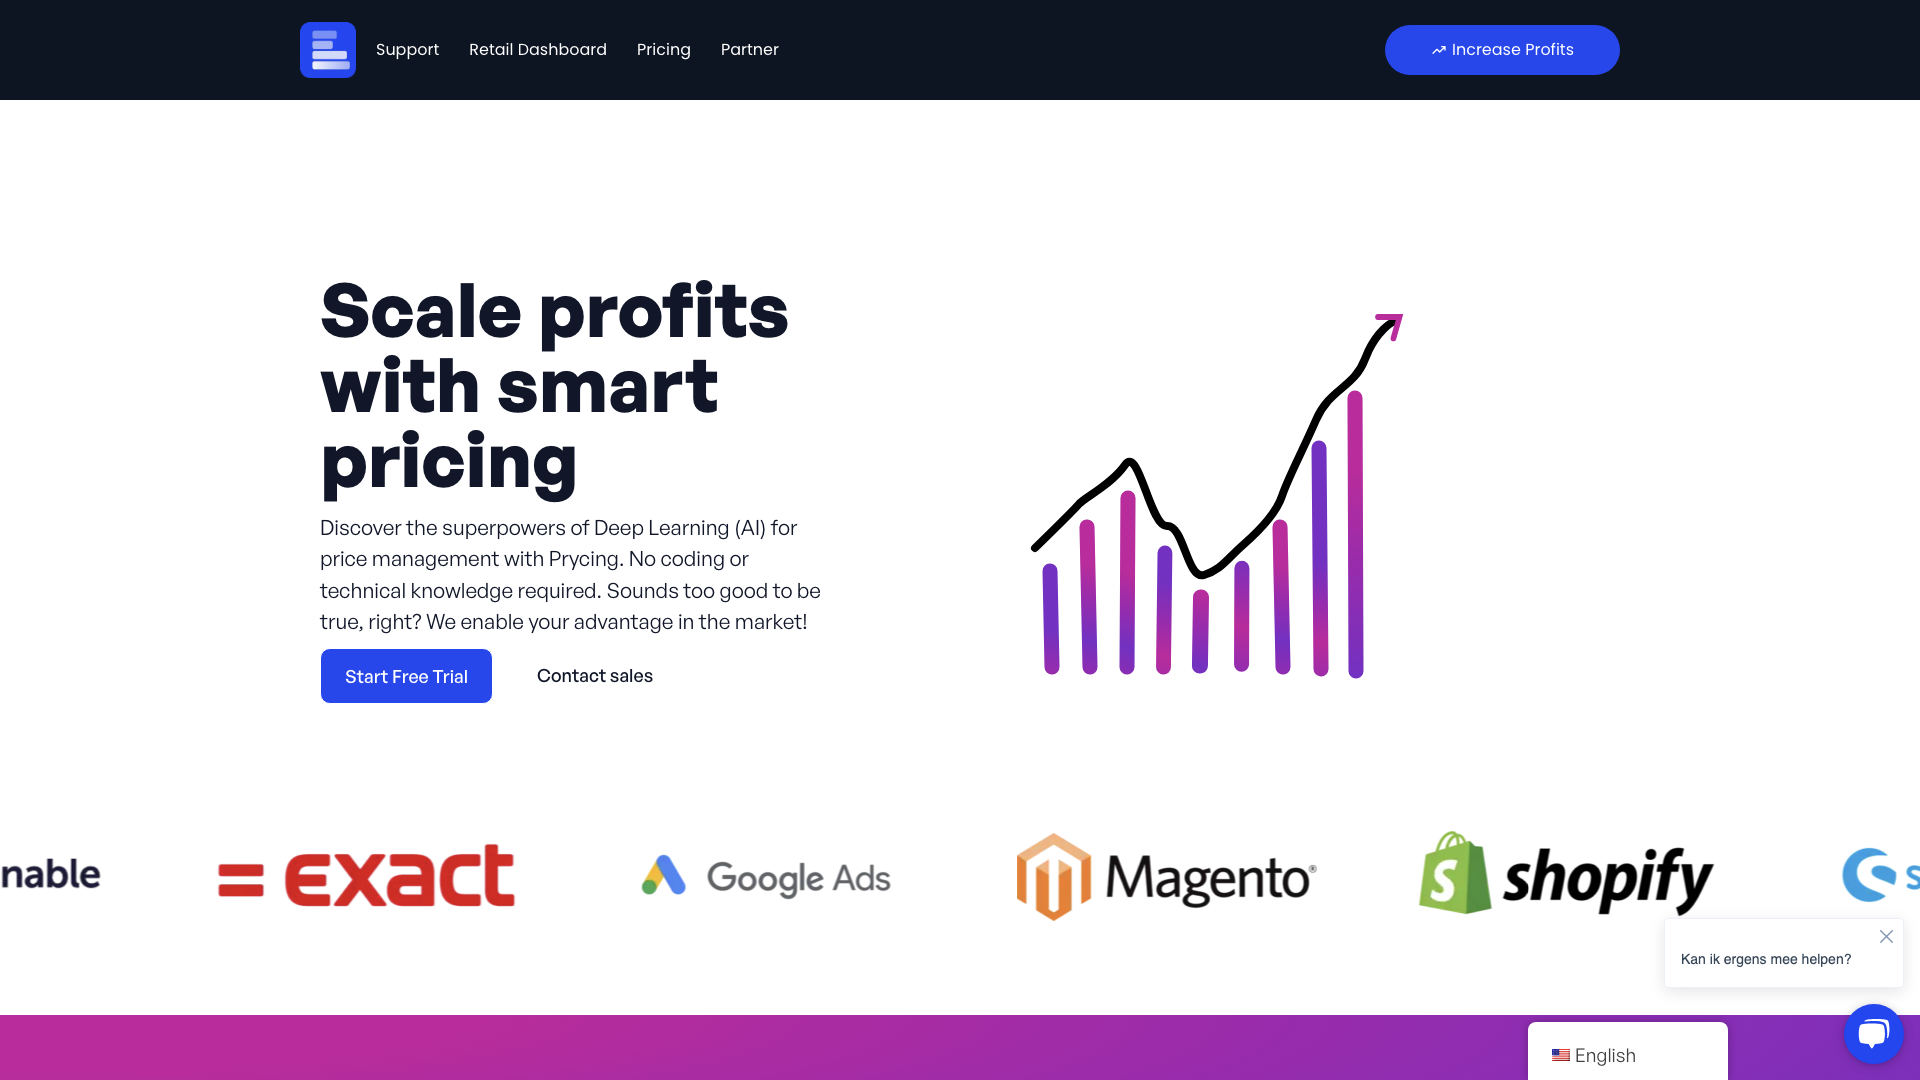 Support
Retail Dashboard
Pricing
Partner
Increase Profits
Scale profits
with smart
pricing
Discover the superpowers of Deep Learning (AI) for
price management with Prycing. No coding or
technical knowledge required. Sounds too good to be
true, right? We enable your advantage in the market!
Start Free Trial
Contact sales
nable
exact
Google Ads
Magento®
shopify
s
Kan ik ergens mee helpen?
English